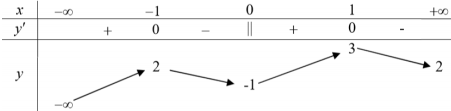 x −∞ −1 0 1 +∞
y' + 0 − || + 0 -
3
y 2 2
-1
−∞